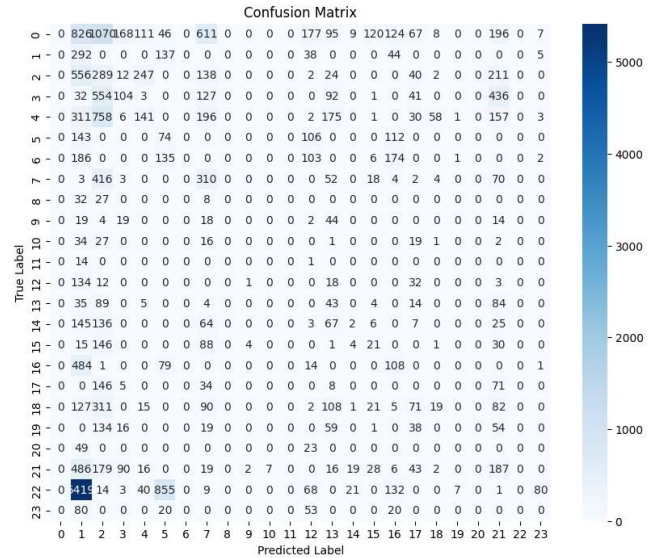 Confusion Matrix
0 0 826 1070 168 111 46 0 611 0 0 0 0 177 95 9 120 124 67 8 0 0 196 0 7
1 0 292 0 0 0 137 0 0 0 0 0 0 38 0 0 0 44 0 0 0 0 0 0 5
2 0 556 289 12 247 0 0 138 0 0 0 0 2 24 0 0 0 40 2 0 0 211 0 0
3 0 32 554 104 3 0 0 127 0 0 0 0 0 92 0 1 0 41 0 0 0 436 0 0
4 0 311 758 6 141 0 0 196 0 0 0 0 2 175 0 1 0 30 58 1 0 157 0 3
5 0 143 0 0 0 74 0 0 0 0 0 0 106 0 0 0 112 0 0 0 0 0 0 0
6 0 186 0 0 0 135 0 0 0 0 0 0 103 0 0 6 174 0 0 1 0 0 0 2
7 0 3 416 3 0 0 0 310 0 0 0 0 0 52 0 18 4 2 4 0 0 70 0 0
8 0 32 27 0 0 0 0 8 0 0 0 0 0 0 0 0 0 0 0 0 0 0 0 0
9 0 19 4 19 0 0 0 18 0 0 0 0 2 44 0 0 0 0 0 0 0 14 0 0
10 0 34 27 0 0 0 0 16 0 0 0 0 0 1 0 0 0 19 1 0 0 2 0 0
11 0 14 0 0 0 0 0 0 0 0 0 0 1 0 0 0 0 0 0 0 0 0 0 0
12 0 134 12 0 0 0 0 0 0 1 0 0 0 18 0 0 0 32 0 0 0 3 0 0
13 0 35 89 0 5 0 0 4 0 0 0 0 0 43 0 4 0 14 0 0 0 84 0 0
14 0 145 136 0 0 0 0 64 0 0 0 0 3 67 2 6 0 7 0 0 0 25 0 0
15 0 15 146 0 0 0 0 88 0 4 0 0 0 1 4 21 0 0 1 0 0 30 0 0
16 0 484 1 0 0 79 0 0 0 0 0 0 14 0 0 0 108 0 0 0 0 0 0 1
17 0 0 146 5 0 0 0 34 0 0 0 0 0 8 0 0 0 0 0 0 0 71 0 0
18 0 127 311 0 15 0 0 90 0 0 0 0 2 108 1 21 5 71 19 0 0 82 0 0
19 0 0 134 16 0 0 0 19 0 0 0 0 0 59 0 1 0 38 0 0 0 54 0 0
20 0 49 0 0 0 0 0 0 0 0 0 0 23 0 0 0 0 0 0 0 0 0 0 0
21 0 486 179 90 16 0 0 19 0 2 7 0 0 16 19 28 6 43 2 0 0 187 0 0
22 0 5419 14 3 40 855 0 9 0 0 0 0 68 0 21 0 132 0 0 7 0 1 0 80
23 0 80 0 0 0 20 0 0 0 0 0 0 53 0 0 0 20 0 0 0 0 0 0 0
0 1 2 3 4 5 6 7 8 9 10 11 12 13 14 15 16 17 18 19 20 21 22 23
Predicted Label
True Label
5000
4000
3000
2000
1000
0